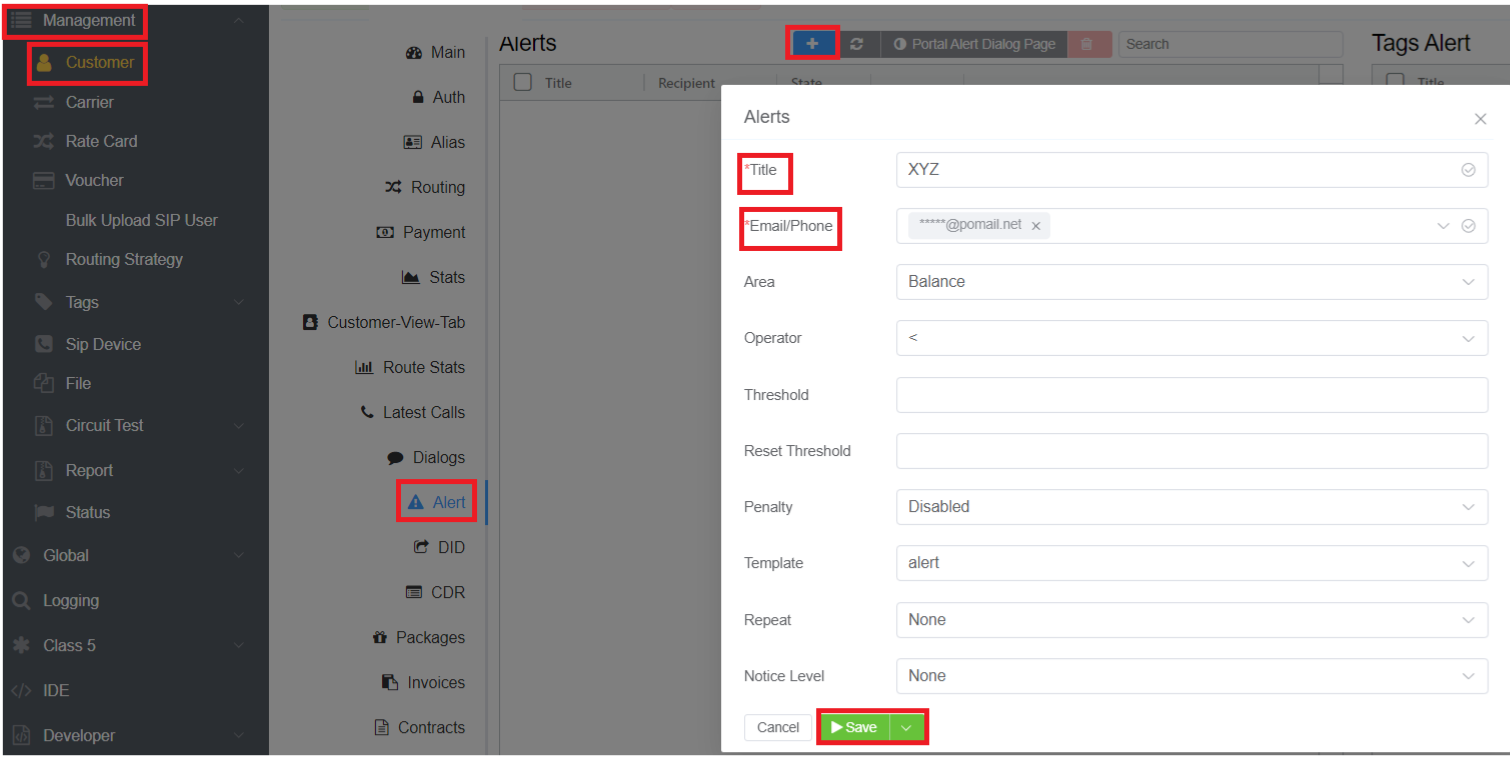 Management
Customer
Carrier
Rate Card
Voucher
Bulk Upload SIP User
Routing Strategy
Tags
Sip Device
File
Circuit Test
Report
Status
Global
Logging
Class 5
IDE
Developer
Main
Auth
Alias
Routing
Payment
Stats
Customer-View-Tab
Route Stats
Latest Calls
Dialogs
Alert
DID
CDR
Packages
Invoices
Contracts
Alerts
+ Portal Alert Dialog Page Search
Title Recipient State
Tags Alert
Title
Alerts
*Title XYZ
*Email/Phone *****@pomail.net ×
Area Balance
Operator <
Threshold
Reset Threshold
Penalty Disabled
Template alert
Repeat None
Notice Level None
Cancel Save